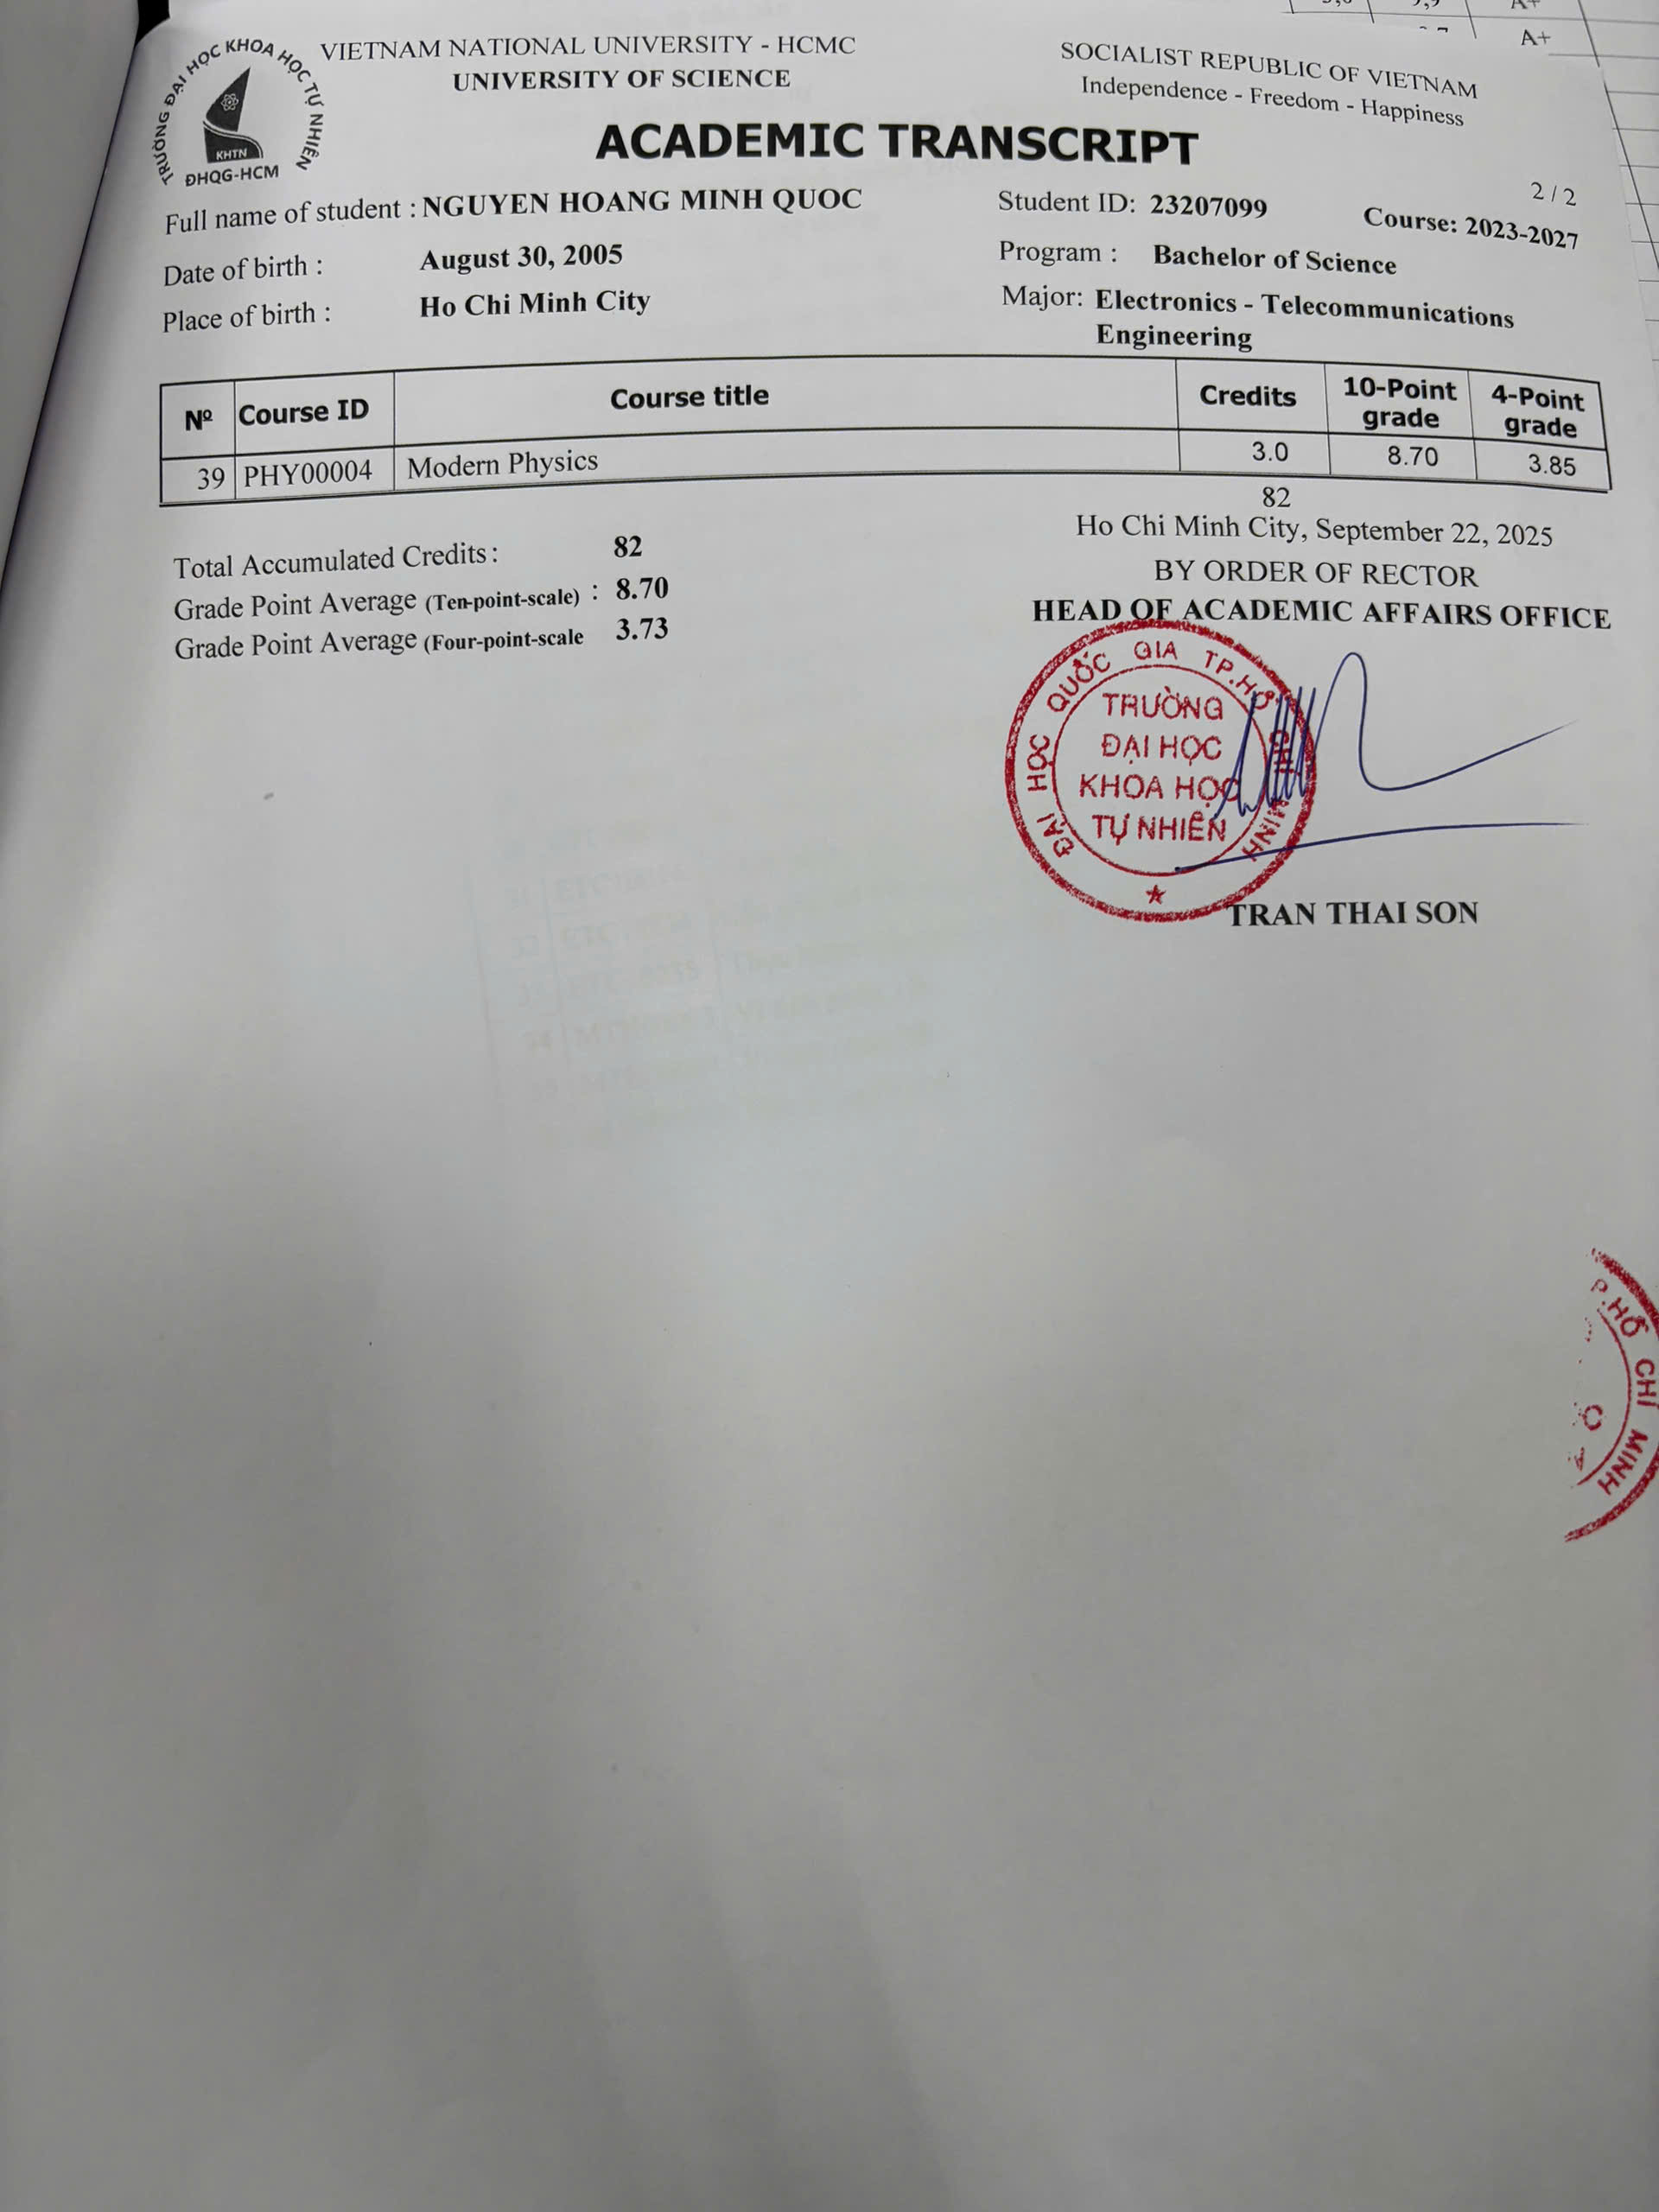 A+
A+
TRƯỜNG ĐẠI HỌC KHOA HỌC TỰ NHIÊN
KHTN
ĐHQG-HCM
VIETNAM NATIONAL UNIVERSITY - HCMC
UNIVERSITY OF SCIENCE
SOCIALIST REPUBLIC OF VIETNAM
Independence - Freedom - Happiness
ACADEMIC TRANSCRIPT
2 / 2
Full name of student : NGUYEN HOANG MINH QUOC
Student ID: 23207099 Course: 2023-2027
Date of birth : August 30, 2005
Program : Bachelor of Science
Place of birth : Ho Chi Minh City
Major: Electronics - Telecommunications
Engineering
Nº Course ID Course title Credits 10-Point grade 4-Point grade
39 PHY00004 Modern Physics 3.0 8.70 3.85
82
Total Accumulated Credits : 82
Grade Point Average (Ten-point-scale) : 8.70
Grade Point Average (Four-point-scale 3.73
Ho Chi Minh City, September 22, 2025
BY ORDER OF RECTOR
HEAD OF ACADEMIC AFFAIRS OFFICE
ĐẠI HỌC QUỐC GIA TP.HỒ CHÍ MINH
TRƯỜNG
ĐẠI HỌC
KHOA HỌC
TỰ NHIÊN
TRAN THAI SON
P.HỒ CHÍ MINH